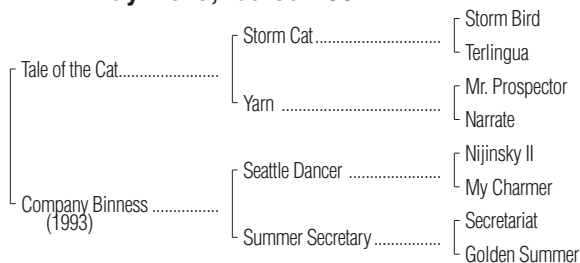 Storm Bird
Storm Cat
Terlingua
Tale of the Cat
Mr. Prospector
Yarn
Narrate
Nijinsky II
Seattle Dancer
My Charmer
Company Binness
(1993)
Secretariat
Summer Secretary
Golden Summer